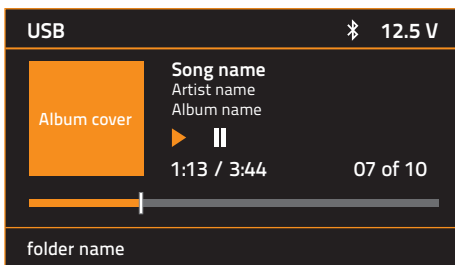 USB 12.5 V
Album cover
Song name
Artist name
Album name
1:13 / 3:44 07 of 10
folder name